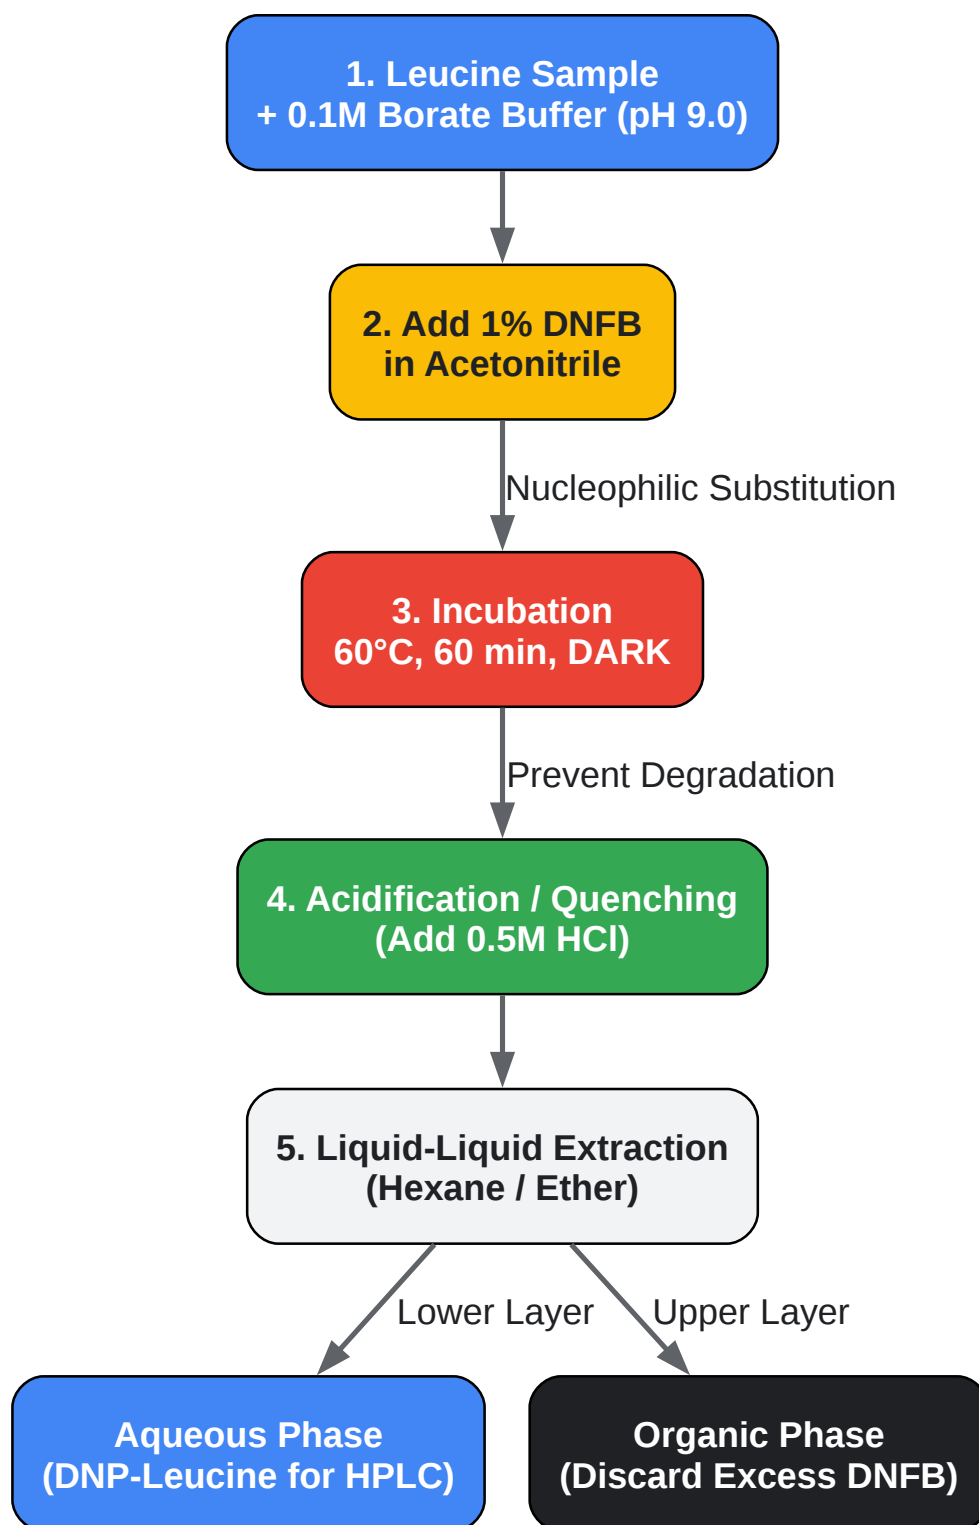 1. Leucine Sample
+ 0.1M Borate Buffer (pH 9.0)
2. Add 1% DNFB
in Acetonitrile
Nucleophilic Substitution
3. Incubation
60°C, 60 min, DARK
Prevent Degradation
4. Acidification / Quenching
(Add 0.5M HCl)
5. Liquid-Liquid Extraction
(Hexane / Ether)
Lower Layer
Upper Layer
Aqueous Phase
(DNP-Leucine for HPLC)
Organic Phase
(Discard Excess DNFB)